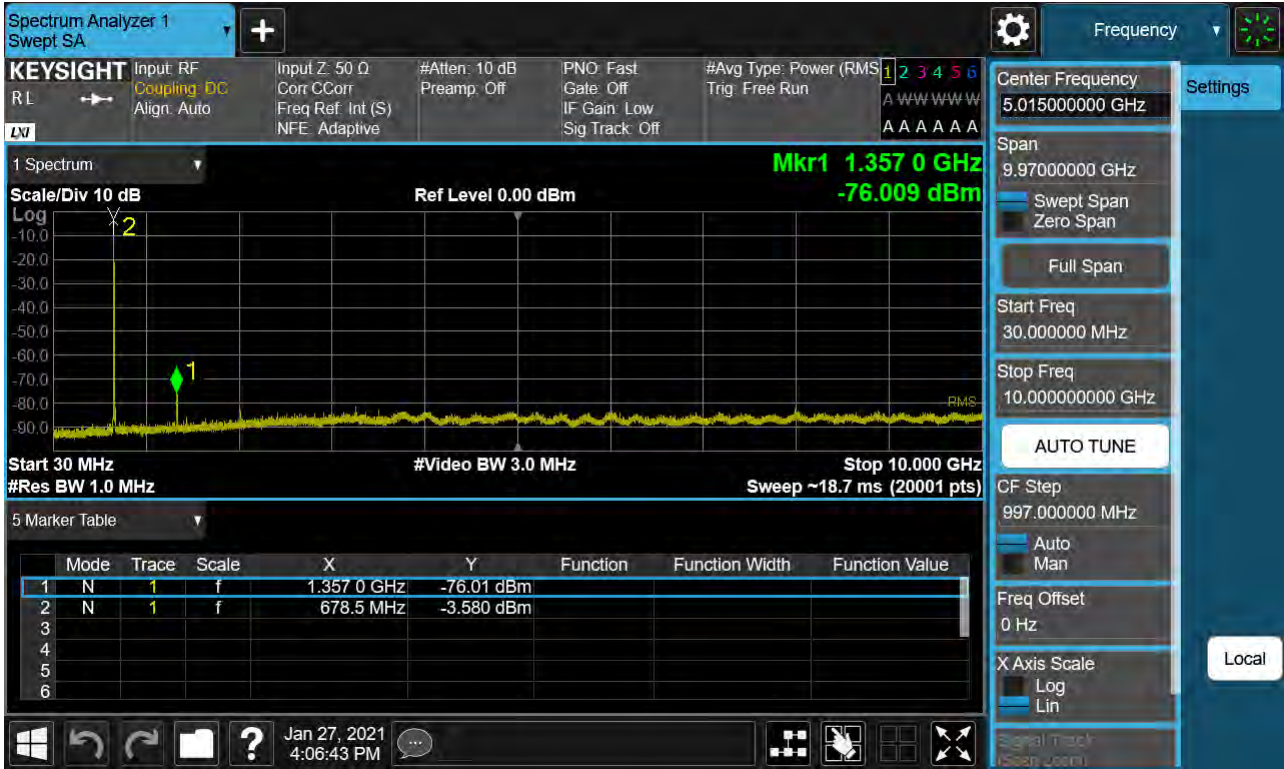 Spectrum Analyzer 1
Swept SA
+
Frequency
KEYSIGHT
RL
LXI
Input: RF
Coupling: DC
Align: Auto
Input Z: 50 Ω
Corr CCorr
Freq Ref: Int (S)
NFE: Adaptive
#Atten: 10 dB
Preamp: Off
PNO: Fast
Gate: Off
IF Gain: Low
Sig Track: Off
#Avg Type: Power (RMS
Trig: Free Run
1 2 3 4 5 6
A W W W W W
A A A A A A
1 Spectrum
Mkr1 1.357 0 GHz
-76.009 dBm
Scale/Div 10 dB
Ref Level 0.00 dBm
Log
-10.0
-20.0
-30.0
-40.0
-50.0
-60.0
-70.0
-80.0
-90.0
2
1
RMS
Start 30 MHz
#Video BW 3.0 MHz
Stop 10.000 GHz
#Res BW 1.0 MHz
Sweep ~18.7 ms (20001 pts)
5 Marker Table
Mode Trace Scale X Y Function Function Width Function Value
1 N 1 f 1.357 0 GHz -76.01 dBm
2 N 1 f 678.5 MHz -3.580 dBm
3
4
5
6
?
Jan 27, 2021
4:06:43 PM
Center Frequency
5.015000000 GHz
Span
9.97000000 GHz
Swept Span
Zero Span
Full Span
Start Freq
30.000000 MHz
Stop Freq
10.000000000 GHz
AUTO TUNE
CF Step
997.000000 MHz
Auto
Man
Freq Offset
0 Hz
X Axis Scale
Log
Lin
Signal Track
(Span Zoom)
Settings
Local